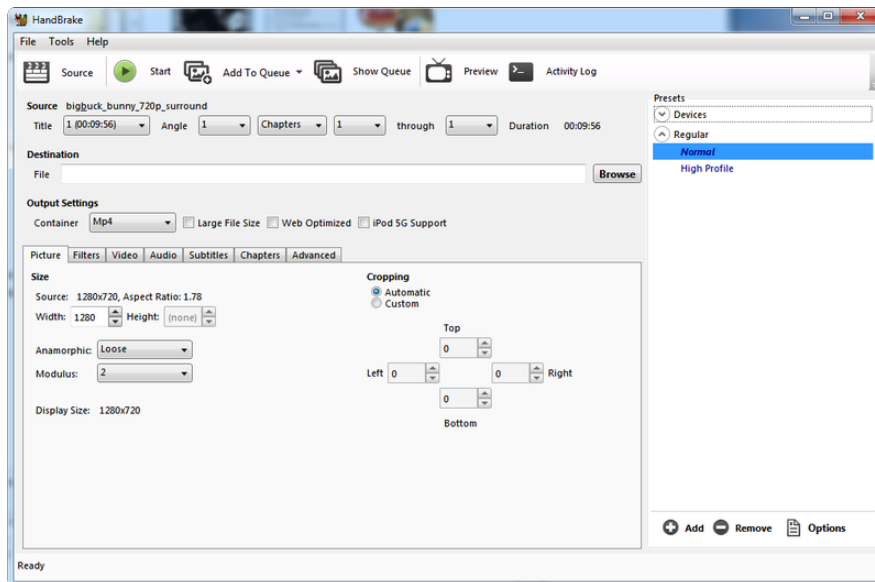 HandBrake
File Tools Help
Source Start Add To Queue Show Queue Preview Activity Log
Source bigbuck_bunny_720p_surround
Title 1 (00:09:56) Angle 1 Chapters 1 through 1 Duration 00:09:56
Destination
File Browse
Output Settings
Container Mp4 Large File Size Web Optimized iPod 5G Support
Picture Filters Video Audio Subtitles Chapters Advanced
Size
Source: 1280x720, Aspect Ratio: 1.78
Width: 1280 Height: (none)
Anamorphic: Loose
Modulus: 2
Display Size: 1280x720
Cropping
Automatic
Custom
Top
0
Left 0 0 Right
0
Bottom
Presets
Devices
Regular
Normal
High Profile
Add Remove Options
Ready